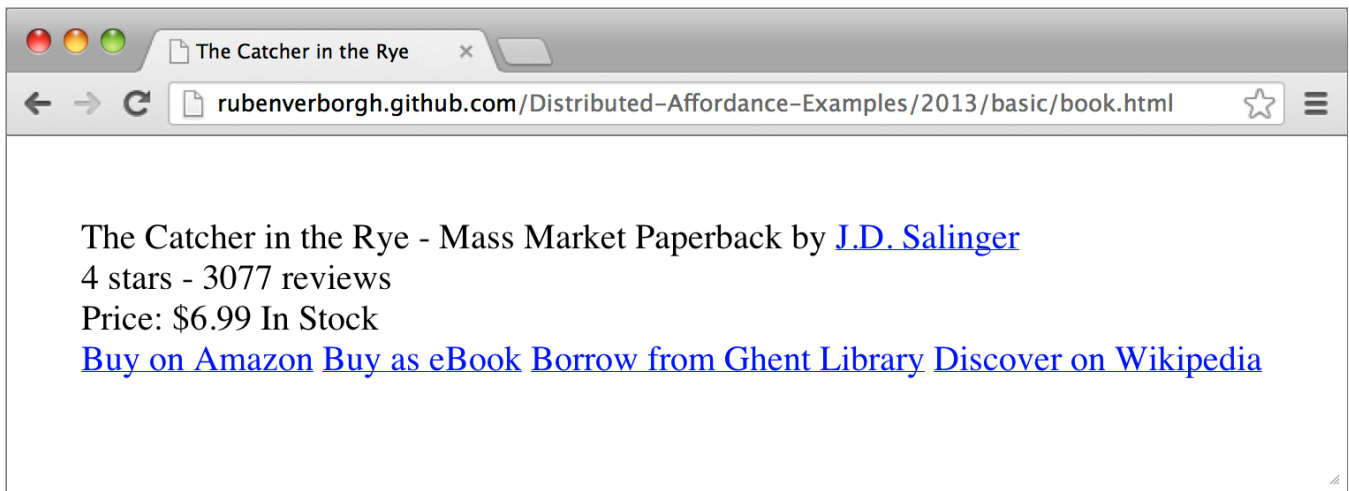 The Catcher in the Rye
rubenverborgh.github.com/Distributed-Affordance-Examples/2013/basic/book.html
The Catcher in the Rye - Mass Market Paperback by J.D. Salinger
4 stars - 3077 reviews
Price: $6.99 In Stock
Buy on Amazon Buy as eBook Borrow from Ghent Library Discover on Wikipedia